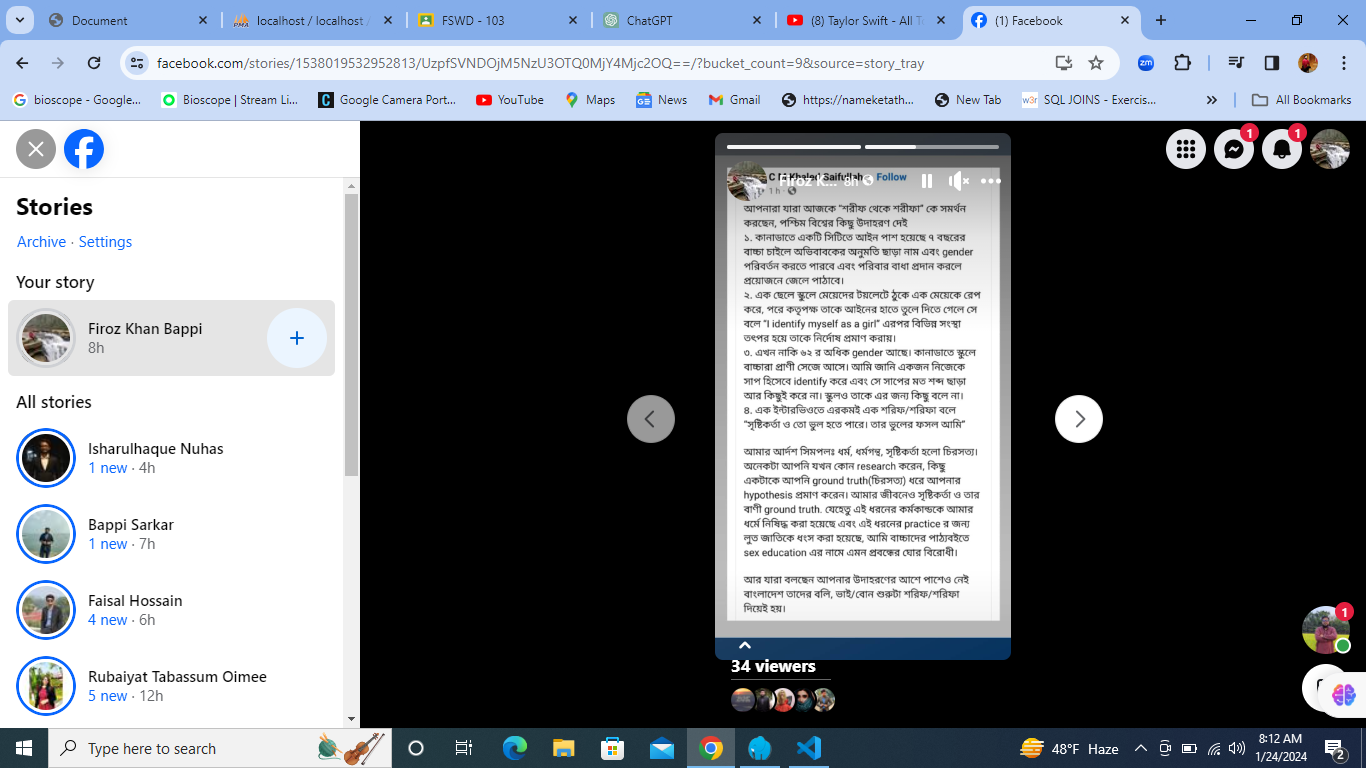 Document
localhost / localhost /
FSWD - 103
ChatGPT
(8) Taylor Swift - All T
(1) Facebook
facebook.com/stories/1538019532952813/UzpfSVNDOjM5NzU3OTQ0MjY4Mjc2OQ==/?bucket_count=9&source=story_tray
bioscope - Google...
Bioscope | Stream Li...
Google Camera Port...
YouTube
Maps
News
Gmail
https://nameketath...
New Tab
SQL JOINS - Exercis...
All Bookmarks
Stories
Archive · Settings
Your story
Firoz Khan Bappi
8h
All stories
Isharulhaque Nuhas
1 new · 4h
Bappi Sarkar
1 new · 7h
Faisal Hossain
4 new · 6h
Rubaiyat Tabassum Oimee
5 new · 12h
C M Khaled Saifullah Follow
Firoz K... 8h
1 h
আপনারা যারা আজকে "শরীফ থেকে শরীফা" কে সমর্থন
করছেন, পশ্চিম বিশ্বের কিছু উদাহরণ দেই
১. কানাডাতে একটি সিটিতে আইন পাশ হয়েছে ৭ বছরের
বাচ্চা চাইলে অভিবাবকের অনুমতি ছাড়া নাম এবং gender
পরিবর্তন করতে পারবে এবং পরিবার বাধা প্রদান করলে
প্রয়োজনে জেলে পাঠাবে।
২. এক ছেলে স্কুলে মেয়েদের টয়লেটে ঢুকে এক মেয়েকে রেপ
করে, পরে কতৃপক্ষ তাকে আইনের হাতে তুলে দিতে গেলে সে
বলে "I identify myself as a girl" এরপর বিভিন্ন সংস্থা
তৎপর হয়ে তাকে নির্দোষ প্রমাণ করায়।
৩. এখন নাকি ৬২ র অধিক gender আছে। কানাডাতে স্কুলে
বাচ্চারা প্রাণী সেজে আসে। আমি জানি একজন নিজেকে
সাপ হিসেবে identify করে এবং সে সাপের মত শব্দ ছাড়া
আর কিছুই করে না। স্কুলও তাকে এর জন্য কিছু বলে না।
৪. এক ইন্টারভিওতে এরকমই এক শরিফ/শরিফা বলে
"সৃষ্টিকর্তা ও তো ভুল হতে পারে। তার ভুলের ফসল আমি"
আমার আর্দশ সিমপলঃ ধর্ম, ধর্মগন্থ, সৃষ্টিকর্তা হলো চিরসত্য।
অনেকটা আপনি যখন কোন research করেন, কিছু
একটাকে আপনি ground truth(চিরসত্য) ধরে আপনার
hypothesis প্রমাণ করেন। আমার জীবনেও সৃষ্টিকর্তা ও তার
বাণী ground truth. যেহেতু এই ধরনের কর্মকান্ডকে আমার
ধর্মে নিষিদ্ধ করা হয়েছে এবং এই ধরনের practice র জন্য
লুত জাতিকে ধংস করা হয়েছে, আমি বাচ্চাদের পাঠ্যবইতে
sex education এর নামে এমন প্রবন্ধের ঘোর বিরোধী।
আর যারা বলছেন আপনার উদাহরণের আশে পাশেও নেই
বাংলাদেশ তাদের বলি, ভাই/বোন শুরুটা শরিফ/শরিফা
দিয়েই হয়।
34 viewers
1
1
1
Type here to search
48°F Haze
8:12 AM
1/24/2024
2